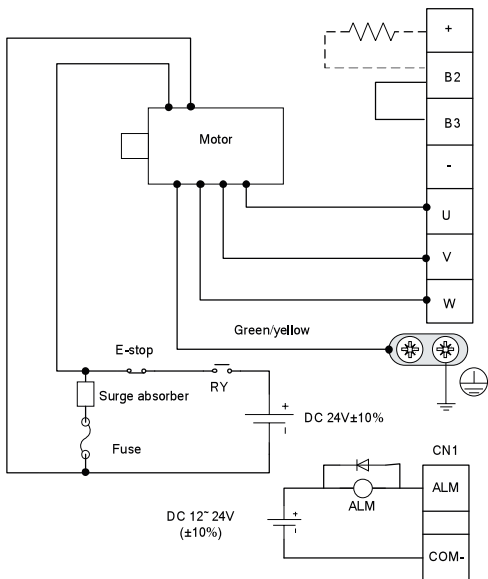 +
B2
B3
-
U
V
W
Motor
Green/yellow
E-stop
RY
Surge absorber
Fuse
+
-
DC 24V±10%
CN1
ALM
COM-
ALM
DC 12~24V
(±10%)
+
-